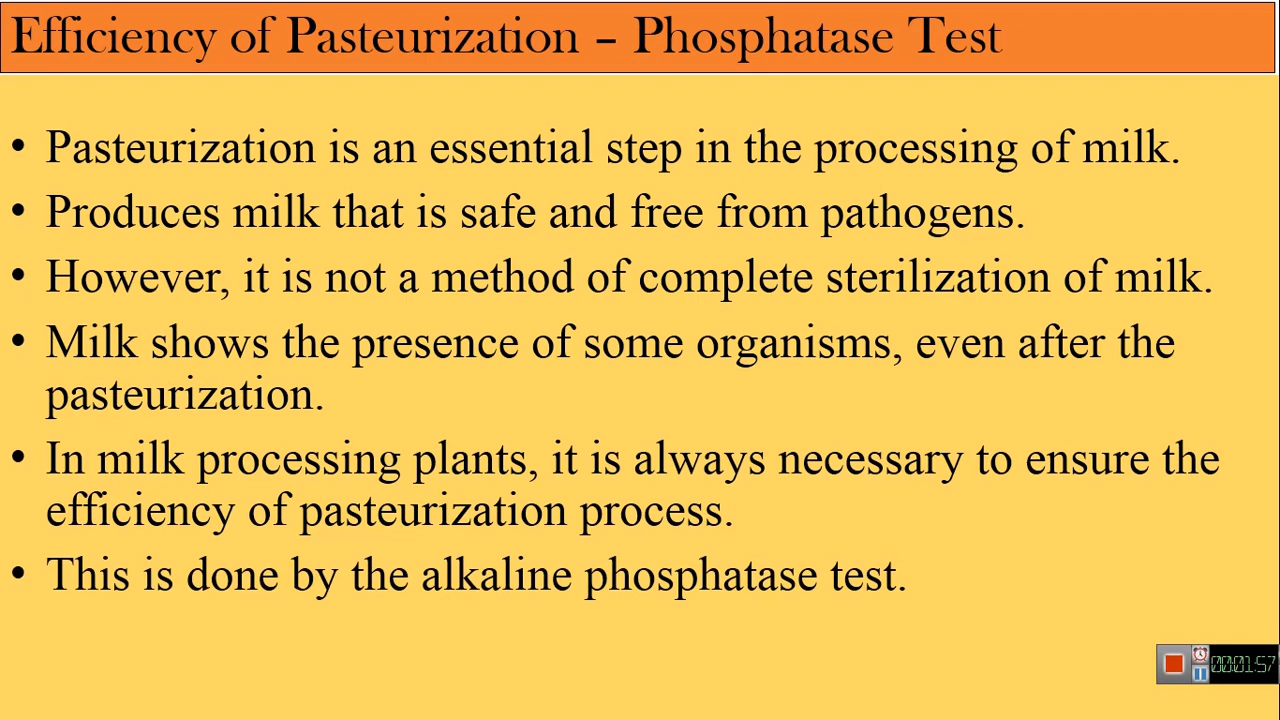 Efficiency of Pasteurization – Phosphatase Test
• Pasteurization is an essential step in the processing of milk.
• Produces milk that is safe and free from pathogens.
• However, it is not a method of complete sterilization of milk.
• Milk shows the presence of some organisms, even after the
pasteurization.
• In milk processing plants, it is always necessary to ensure the
efficiency of pasteurization process.
• This is done by the alkaline phosphatase test.
00:01:57